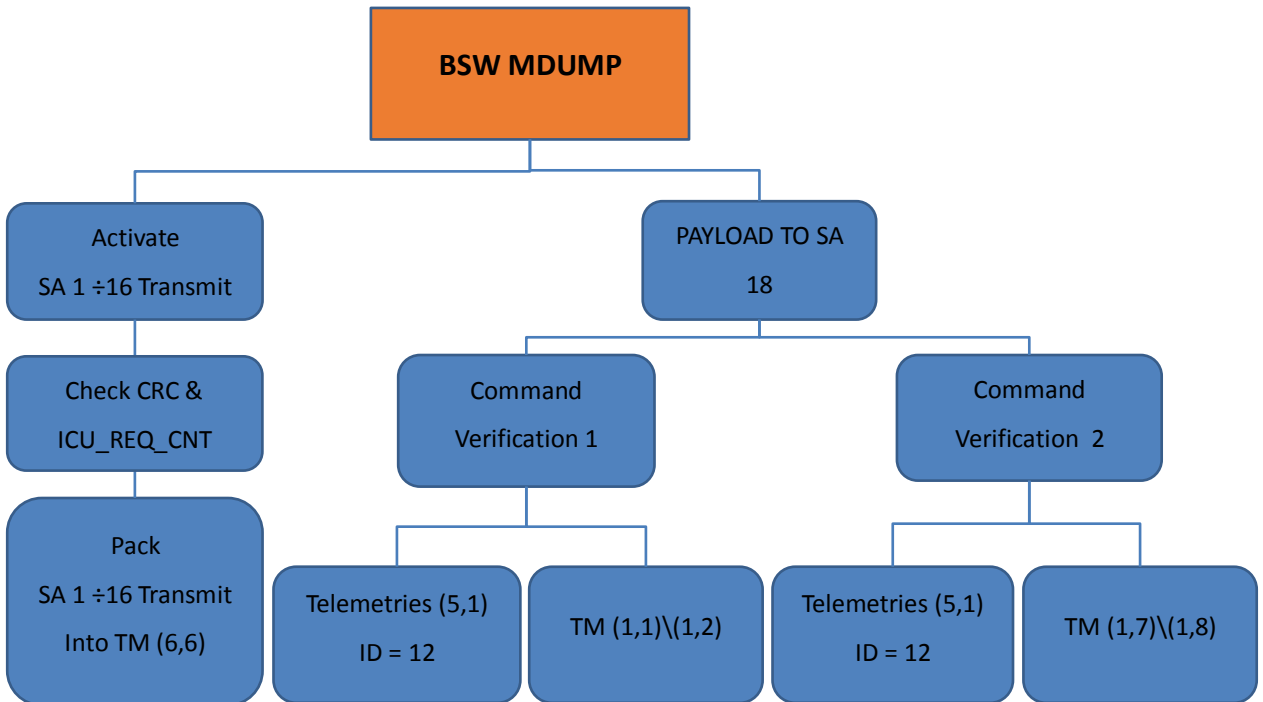 BSW MDUMP
Activate
SA 1 ÷16 Transmit
PAYLOAD TO SA
18
Check CRC &
ICU_REQ_CNT
Command
Verification 1
Command
Verification  2
Pack
SA 1 ÷16 Transmit
Into TM (6,6)
Telemetries (5,1)
ID = 12
TM (1,1)\(1,2)
Telemetries (5,1)
ID = 12
TM (1,7)\(1,8)